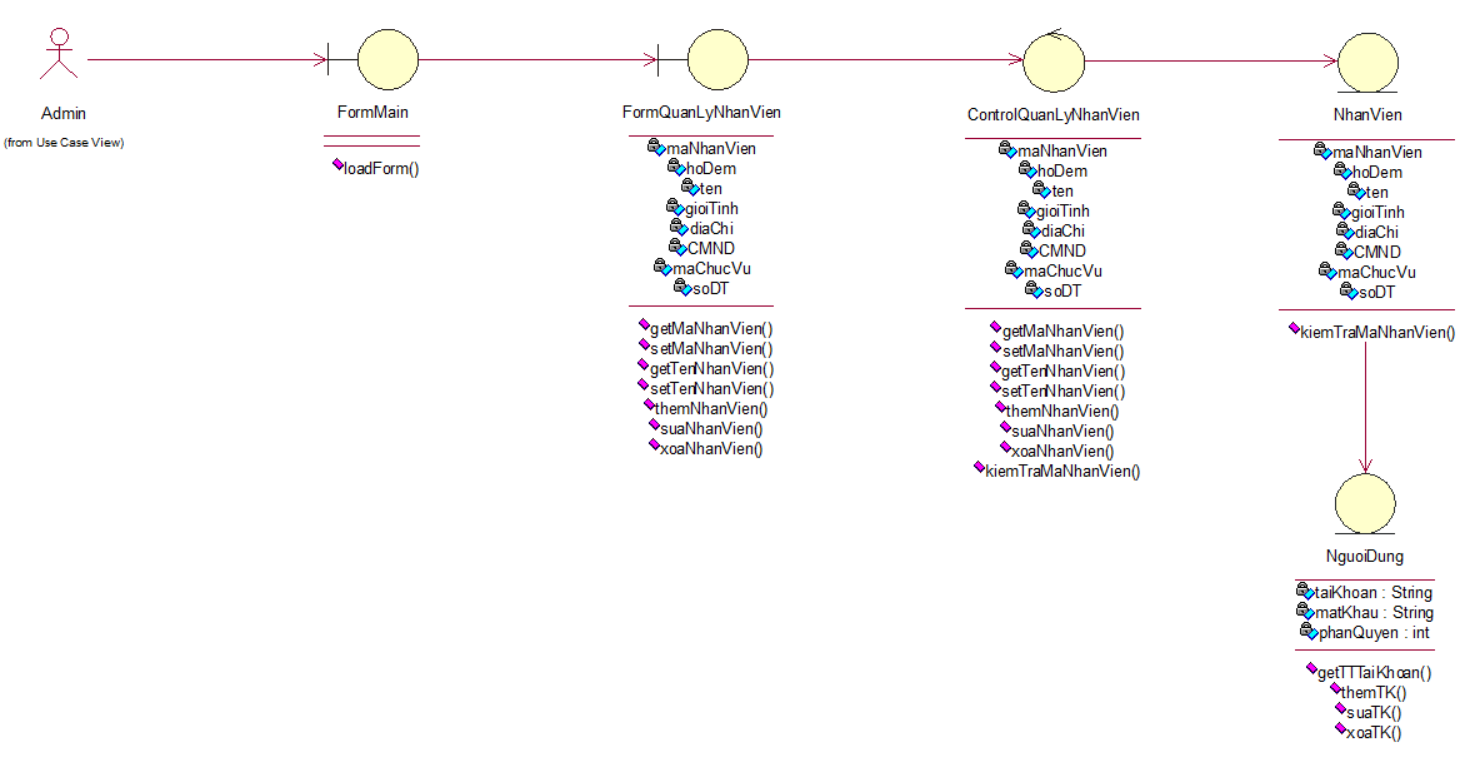 Admin
(from Use Case View)
FormMain
loadForm()
FormQuanLyNhanVien
maNhanVien
hoDem
ten
gioiTinh
diaChi
CMND
maChucVu
soDT
getMaNhanVien()
setMaNhanVien()
getTenNhanVien()
setTenNhanVien()
themNhanVien()
suaNhanVien()
xoaNhanVien()
ControlQuanLyNhanVien
maNhanVien
hoDem
ten
gioiTinh
diaChi
CMND
maChucVu
soDT
getMaNhanVien()
setMaNhanVien()
getTenNhanVien()
setTenNhanVien()
themNhanVien()
suaNhanVien()
xoaNhanVien()
kiemTraMaNhanVien()
NhanVien
maNhanVien
hoDem
ten
gioiTinh
diaChi
CMND
maChucVu
soDT
kiemTraMaNhanVien()
NguoiDung
taiKhoan : String
matKhau : String
phanQuyen : int
getTTTaiKhoan()
themTK()
suaTK()
xoaTK()